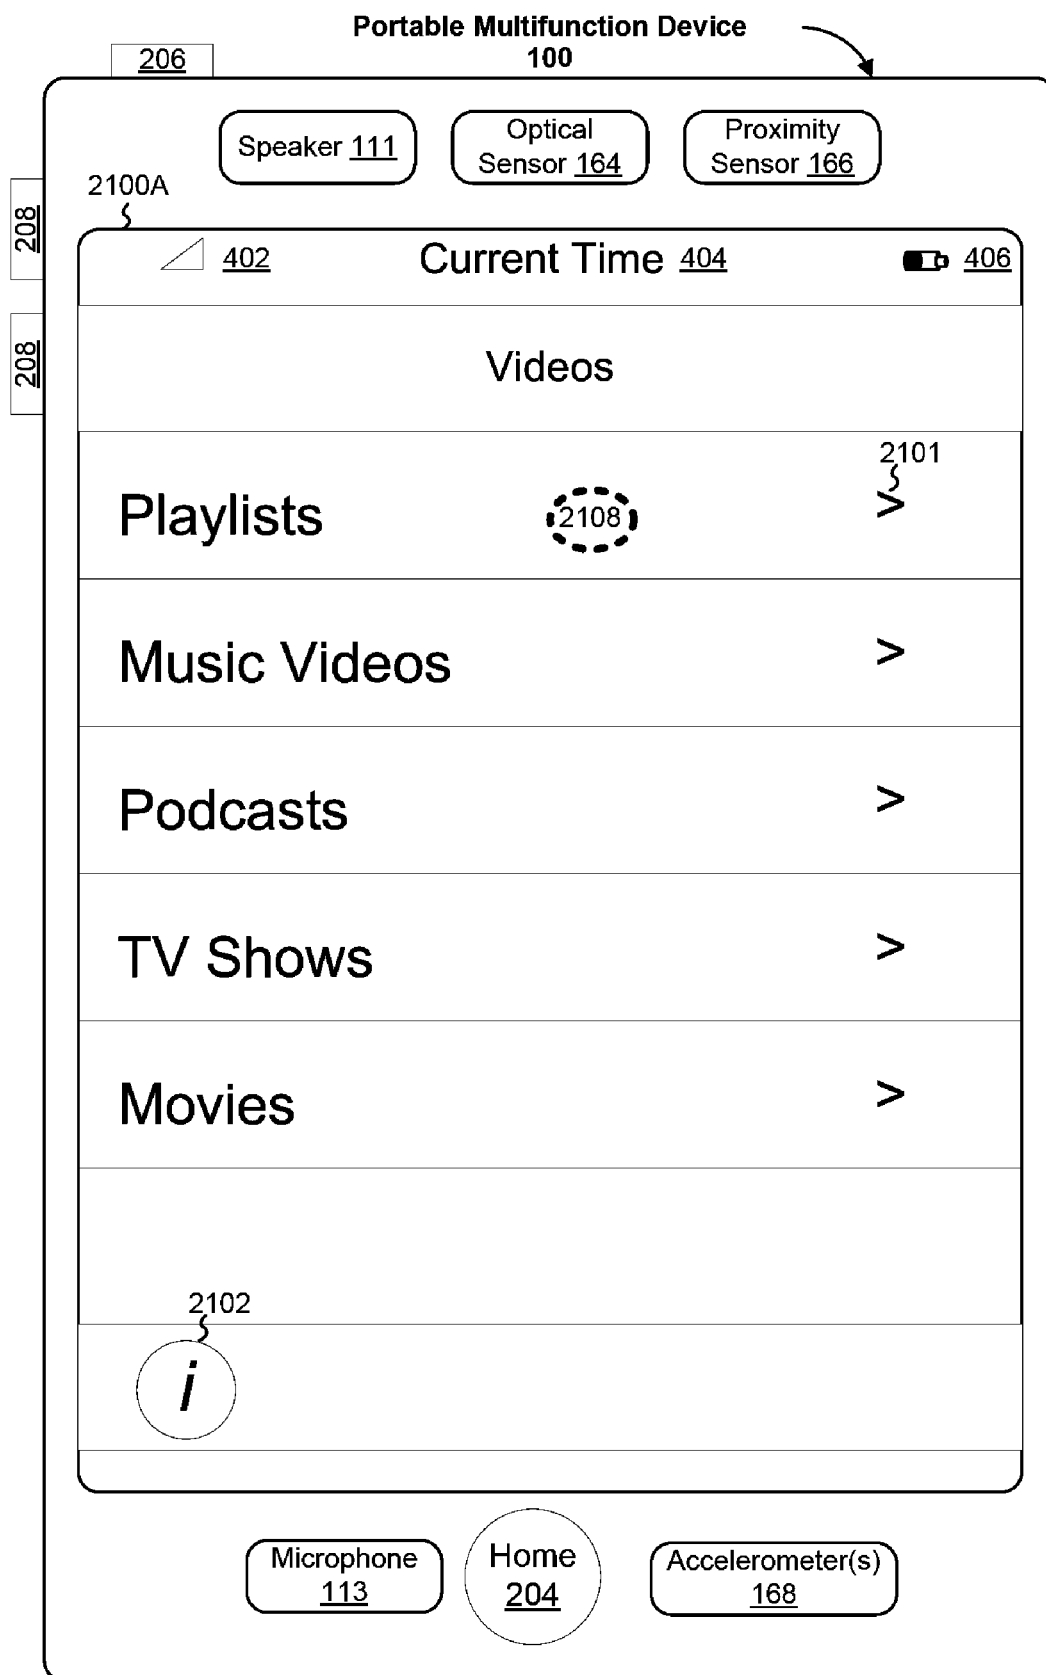 Portable Multifunction Device
100
206
Speaker 111
Optical
Sensor 164
Proximity
Sensor 166
2100A
208
402
Current Time 404
406
208
Videos
2101
Playlists
2108
>
Music Videos
>
Podcasts
>
TV Shows
>
Movies
>
2102
i
Microphone
113
Home
204
Accelerometer(s)
168